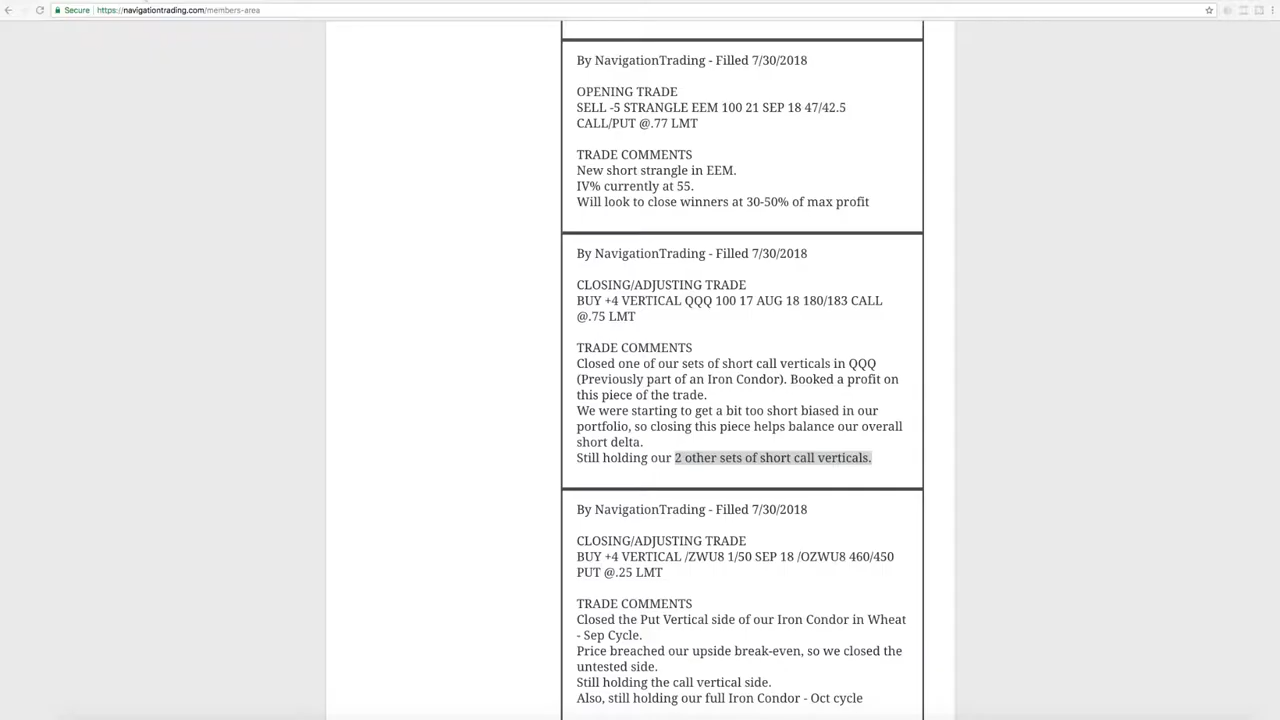 Secure https://navigationtrading.com/members-area
By NavigationTrading - Filled 7/30/2018
OPENING TRADE
SELL -5 STRANGLE EEM 100 21 SEP 18 47/42.5
CALL/PUT @.77 LMT
TRADE COMMENTS
New short strangle in EEM.
IV% currently at 55.
Will look to close winners at 30-50% of max profit
By NavigationTrading - Filled 7/30/2018
CLOSING/ADJUSTING TRADE
BUY +4 VERTICAL QQQ 100 17 AUG 18 180/183 CALL
@.75 LMT
TRADE COMMENTS
Closed one of our sets of short call verticals in QQQ
(Previously part of an Iron Condor). Booked a profit on
this piece of the trade.
We were starting to get a bit too short biased in our
portfolio, so closing this piece helps balance our overall
short delta.
Still holding our 2 other sets of short call verticals.
By NavigationTrading - Filled 7/30/2018
CLOSING/ADJUSTING TRADE
BUY +4 VERTICAL /ZWU8 1/50 SEP 18 /OZWU8 460/450
PUT @.25 LMT
TRADE COMMENTS
Closed the Put Vertical side of our Iron Condor in Wheat
- Sep Cycle.
Price breached our upside break-even, so we closed the
untested side.
Still holding the call vertical side.
Also, still holding our full Iron Condor - Oct cycle